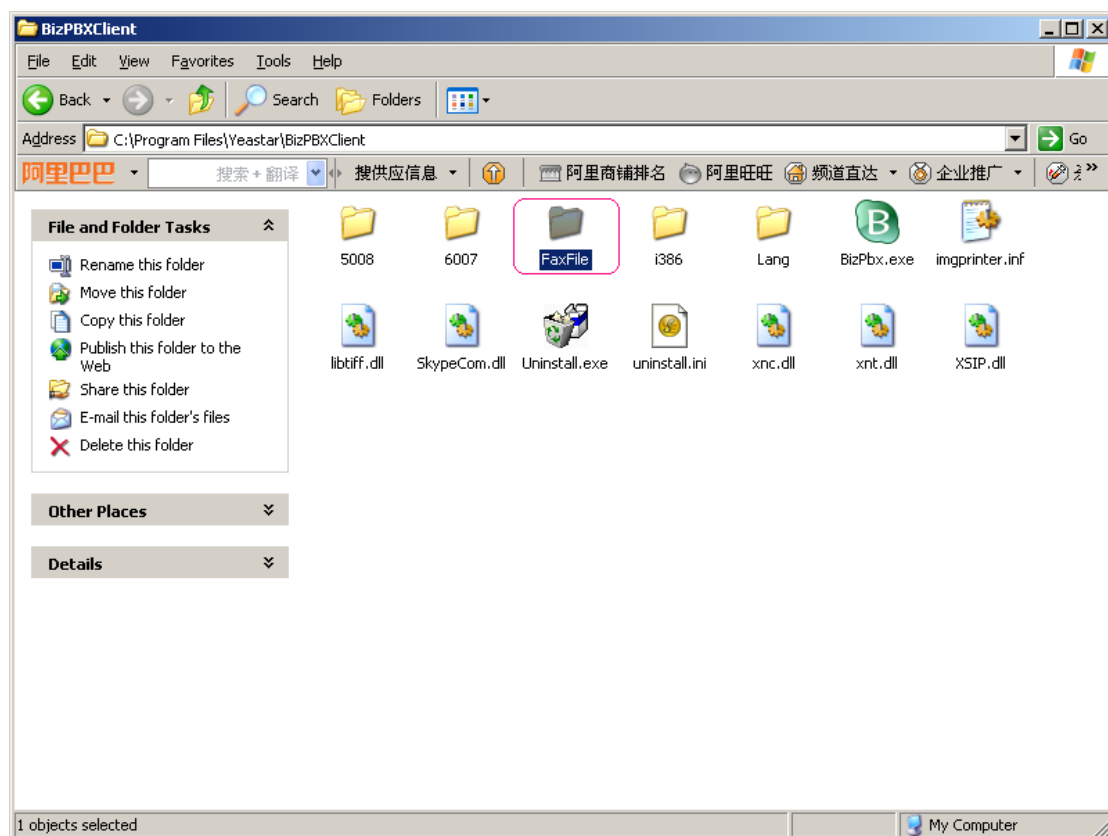 BizPBXClient
File Edit View Favorites Tools Help
Back Search Folders
Address C:\Program Files\Yeastar\BizPBXClient Go
阿里巴巴 搜索+翻译 搜供应信息 阿里商铺排名 阿里旺旺 频道直达 企业推广
File and Folder Tasks
Rename this folder
Move this folder
Copy this folder
Publish this folder to the
Web
Share this folder
E-mail this folder's files
Delete this folder
Other Places
Details
5008 6007 FaxFile i386 Lang BizPbx.exe imgprinter.inf
libtiff.dll SkypeCom.dll Uninstall.exe uninstall.ini xnc.dll xnt.dll XSIP.dll
1 objects selected My Computer